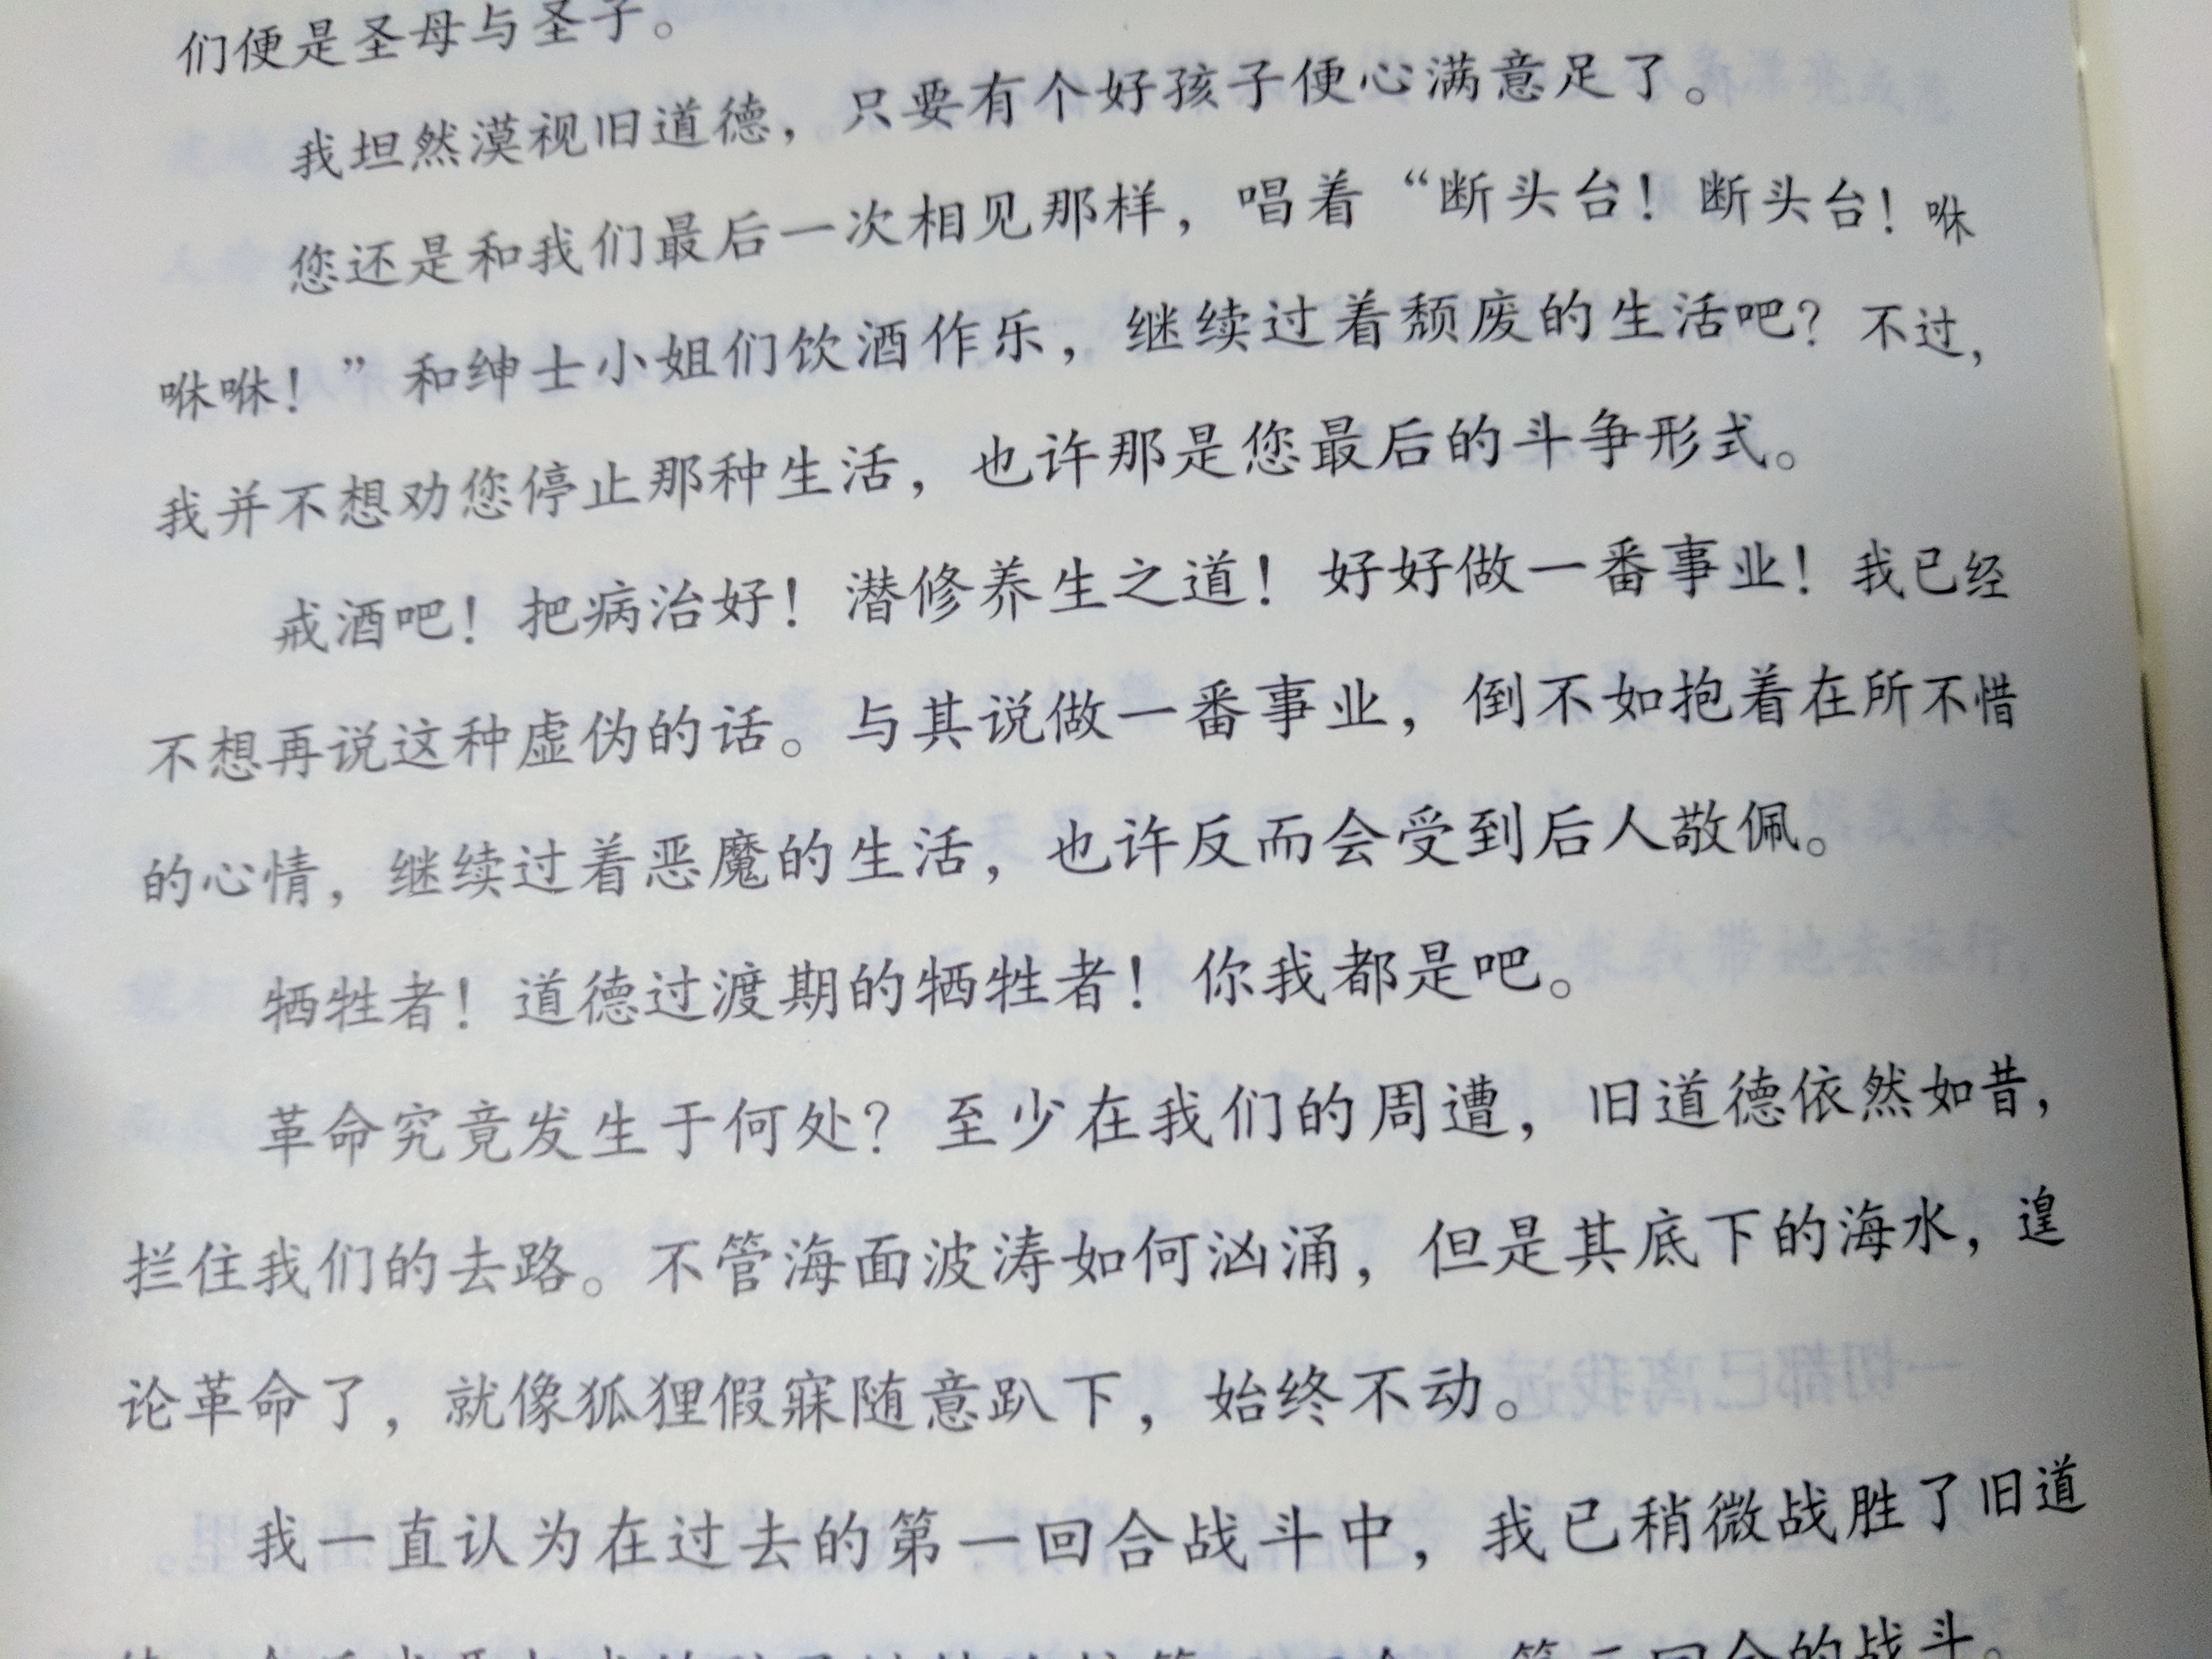 们便是圣母与圣子。
我坦然漠视旧道德，只要有个好孩子便心满意足了。
您还是和我们最后一次相见那样，唱着“断头台！断头台！咻
咻咻！”和绅士小姐们饮酒作乐，继续过着颓废的生活吧？不过，
我并不想劝您停止那种生活，也许那是您最后的斗争形式。
戒酒吧！把病治好！潜修养生之道！好好做一番事业！我已经
不想再说这种虚伪的话。与其说做一番事业，倒不如抱着在所不惜
的心情，继续过着恶魔的生活，也许反而会受到后人敬佩。
牺牲者！道德过渡期的牺牲者！你我都是吧。
革命究竟发生于何处？至少在我们的周遭，旧道德依然如昔，
拦住我们的去路。不管海面波涛如何汹涌，但是其底下的海水，遑
论革命了，就像狐狸假寐随意趴下，始终不动。
我一直认为在过去的第一回合战斗中，我已稍微战胜了旧道
第二回合的战斗。